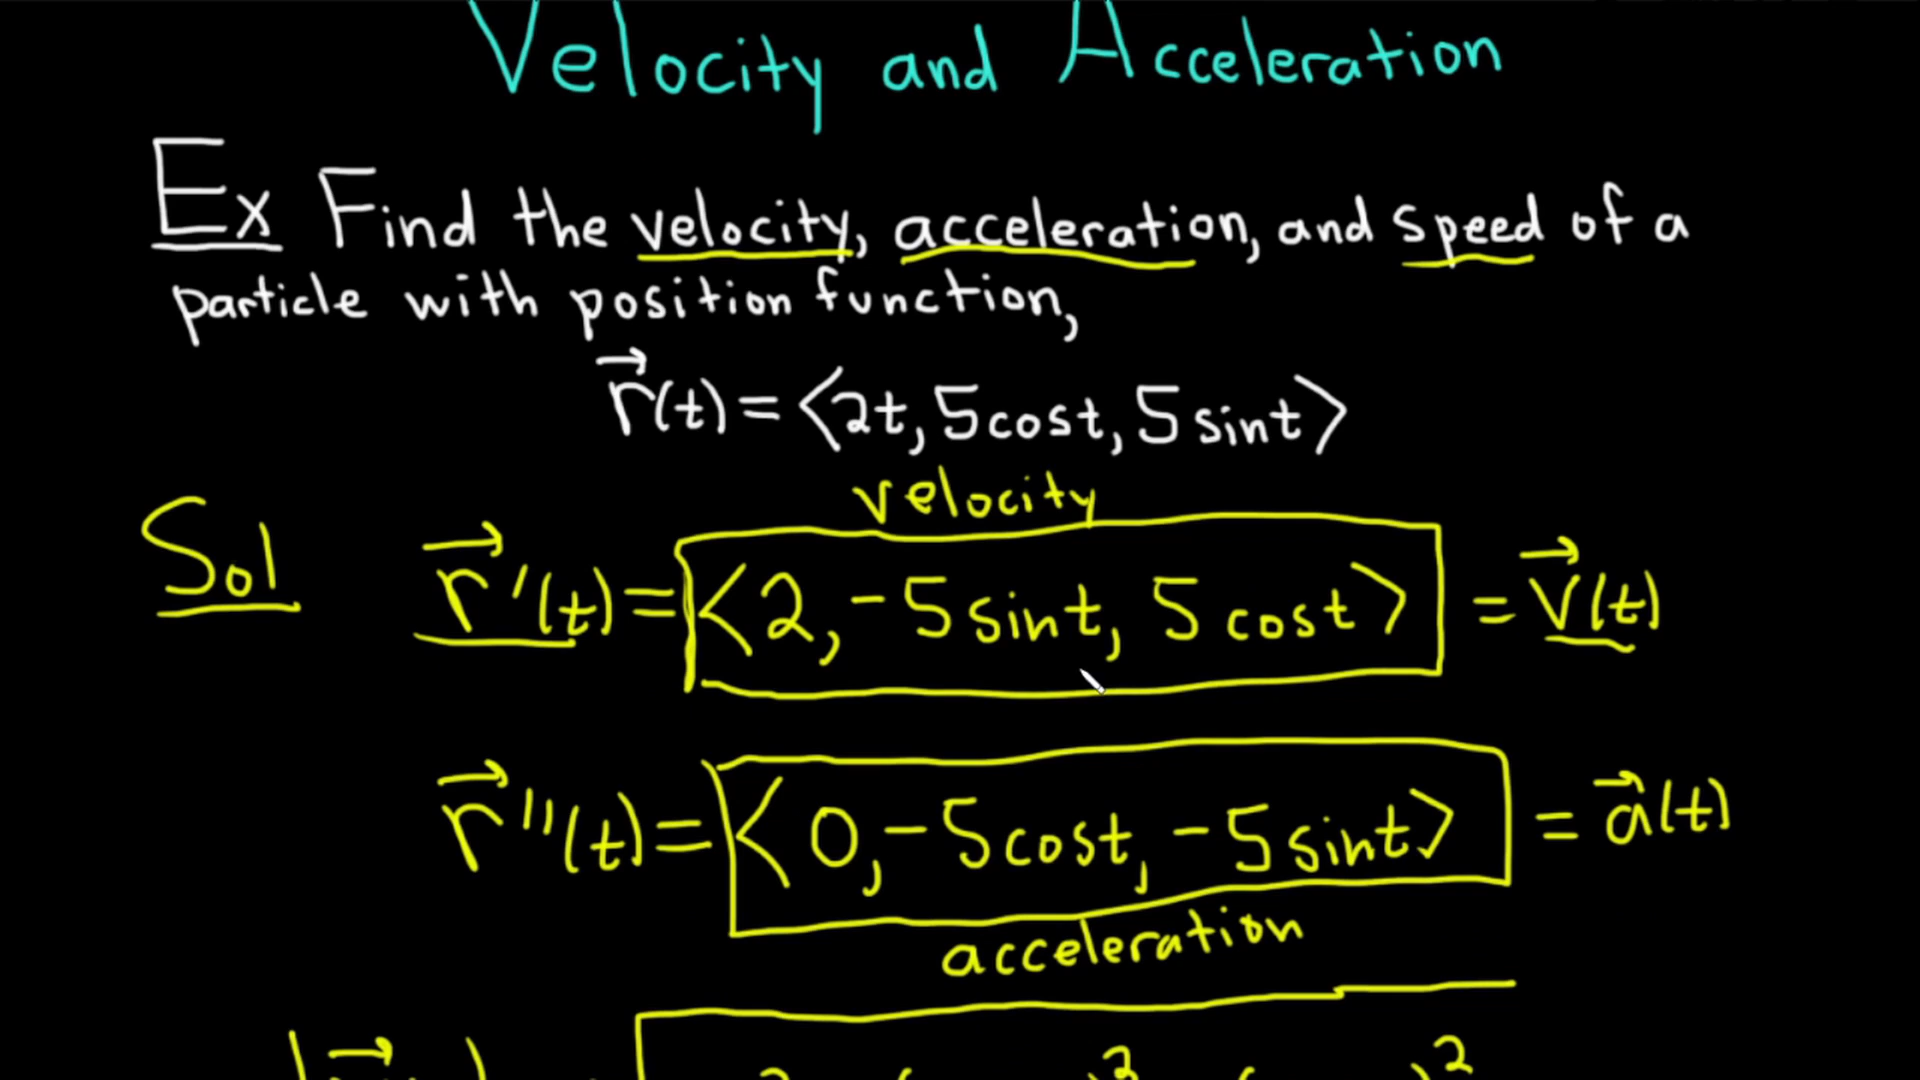 Velocity and Acceleration
Ex Find the velocity, acceleration, and speed of a
particle with position function,
r⃗(t) = ⟨2t, 5cost, 5sint⟩
velocity
Sol r⃗'(t) = ⟨2, -5sint, 5cost⟩ = v⃗(t)
r⃗''(t) = ⟨0, -5cost, -5sint⟩ = a⃗(t)
acceleration